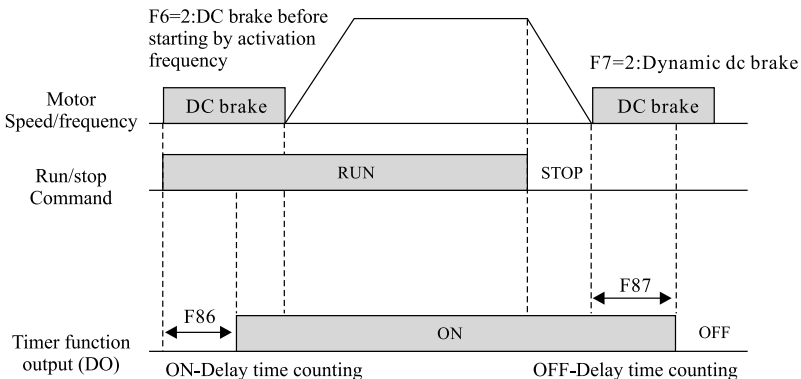 F6=2:DC brake before
starting by activation
frequency
F7=2:Dynamic dc brake
Motor
Speed/frequency
DC brake
DC brake
Run/stop
Command
RUN
STOP
F86
F87
Timer function
output (DO)
ON
OFF
ON-Delay time counting
OFF-Delay time counting